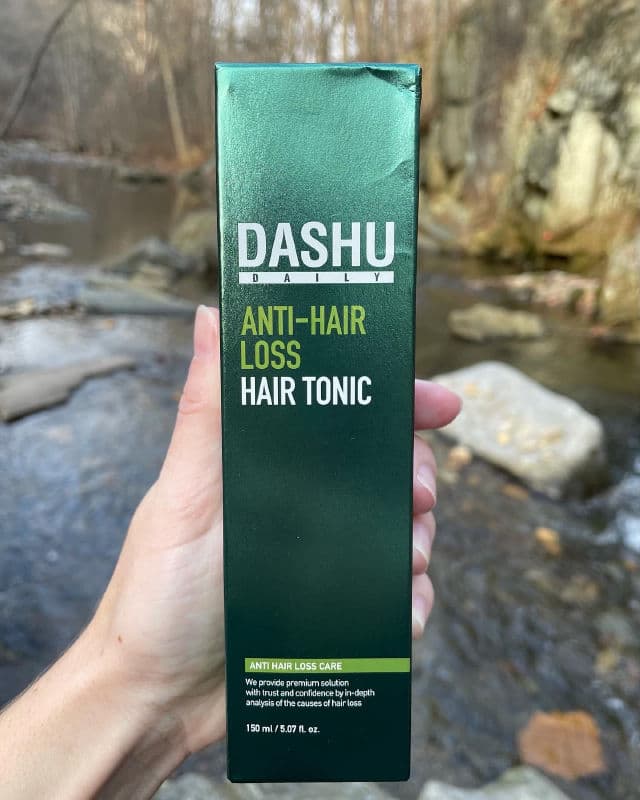 DASHU
DAILY
ANTI-HAIR
LOSS
HAIR TONIC
ANTI HAIR LOSS CARE
We provide premium solution
with trust and confidence by in-depth
analysis of the causes of hair loss
150 ml / 5.07 fl. oz.